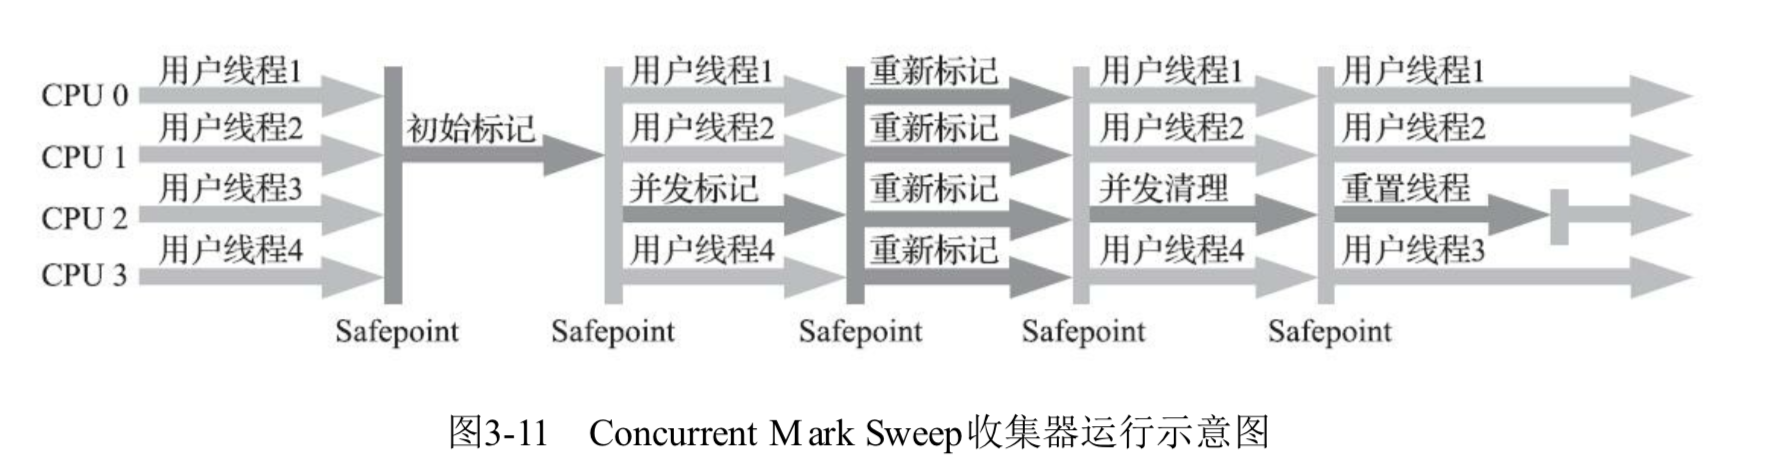 用户线程1 用户线程1 重新标记 用户线程1 用户线程1
CPU 0
用户线程2 初始标记 用户线程2 重新标记 用户线程2 用户线程2
CPU 1
用户线程3 并发标记 重新标记 并发清理 重置线程
CPU 2
用户线程4 用户线程4 重新标记 用户线程4 用户线程3
CPU 3
Safepoint Safepoint Safepoint Safepoint Safepoint
图3-11 Concurrent Mark Sweep收集器运行示意图